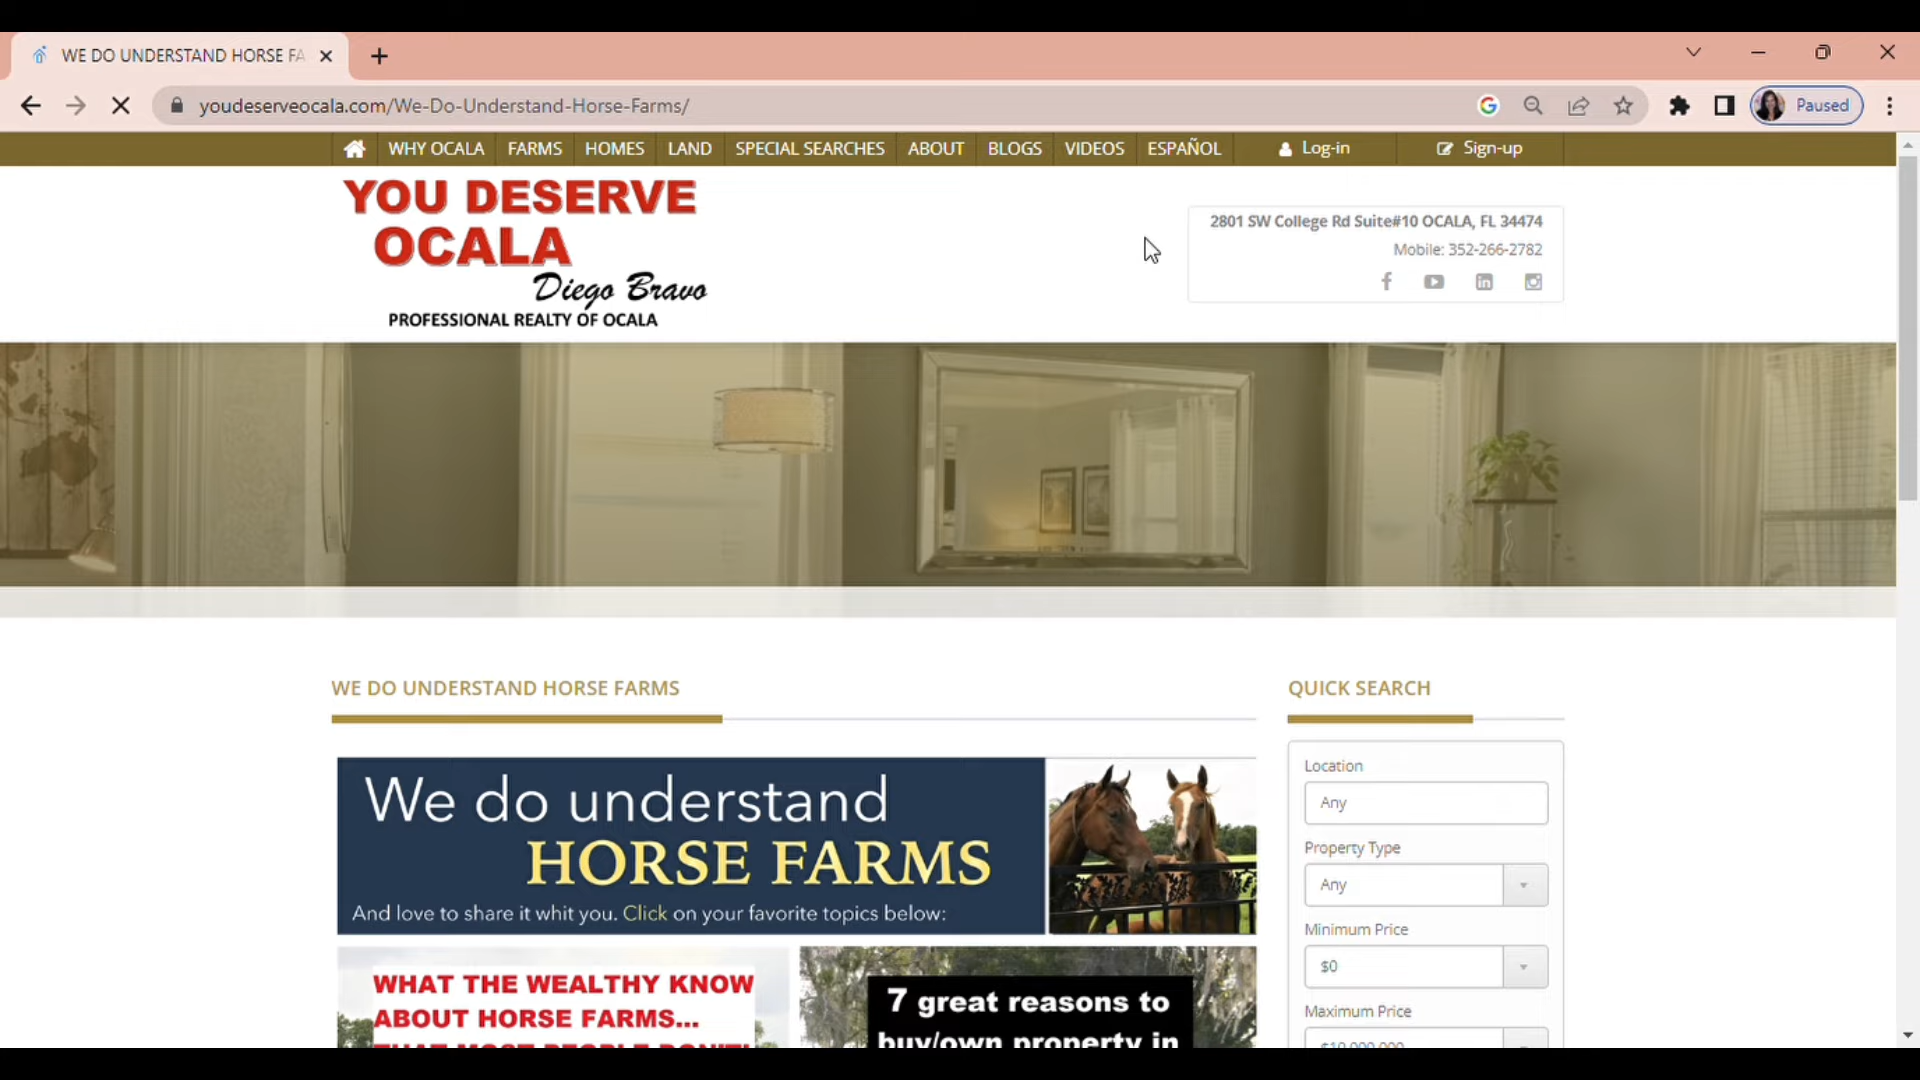 WE DO UNDERSTAND HORSE FA
youdeserveocala.com/We-Do-Understand-Horse-Farms/
Paused
WHY OCALA FARMS HOMES LAND SPECIAL SEARCHES ABOUT BLOGS VIDEOS ESPAÑOL Log-in Sign-up
YOU DESERVE
OCALA
Diego Bravo
PROFESSIONAL REALTY OF OCALA
2801 SW College Rd Suite#10 OCALA, FL 34474
Mobile: 352-266-2782
WE DO UNDERSTAND HORSE FARMS
We do understand
HORSE FARMS
And love to share it whit you. Click on your favorite topics below:
WHAT THE WEALTHY KNOW
ABOUT HORSE FARMS...
THAT MOST PEOPLE DON'T!
7 great reasons to
buy/own property in
QUICK SEARCH
Location
Any
Property Type
Any
Minimum Price
$0
Maximum Price
$10,000,000